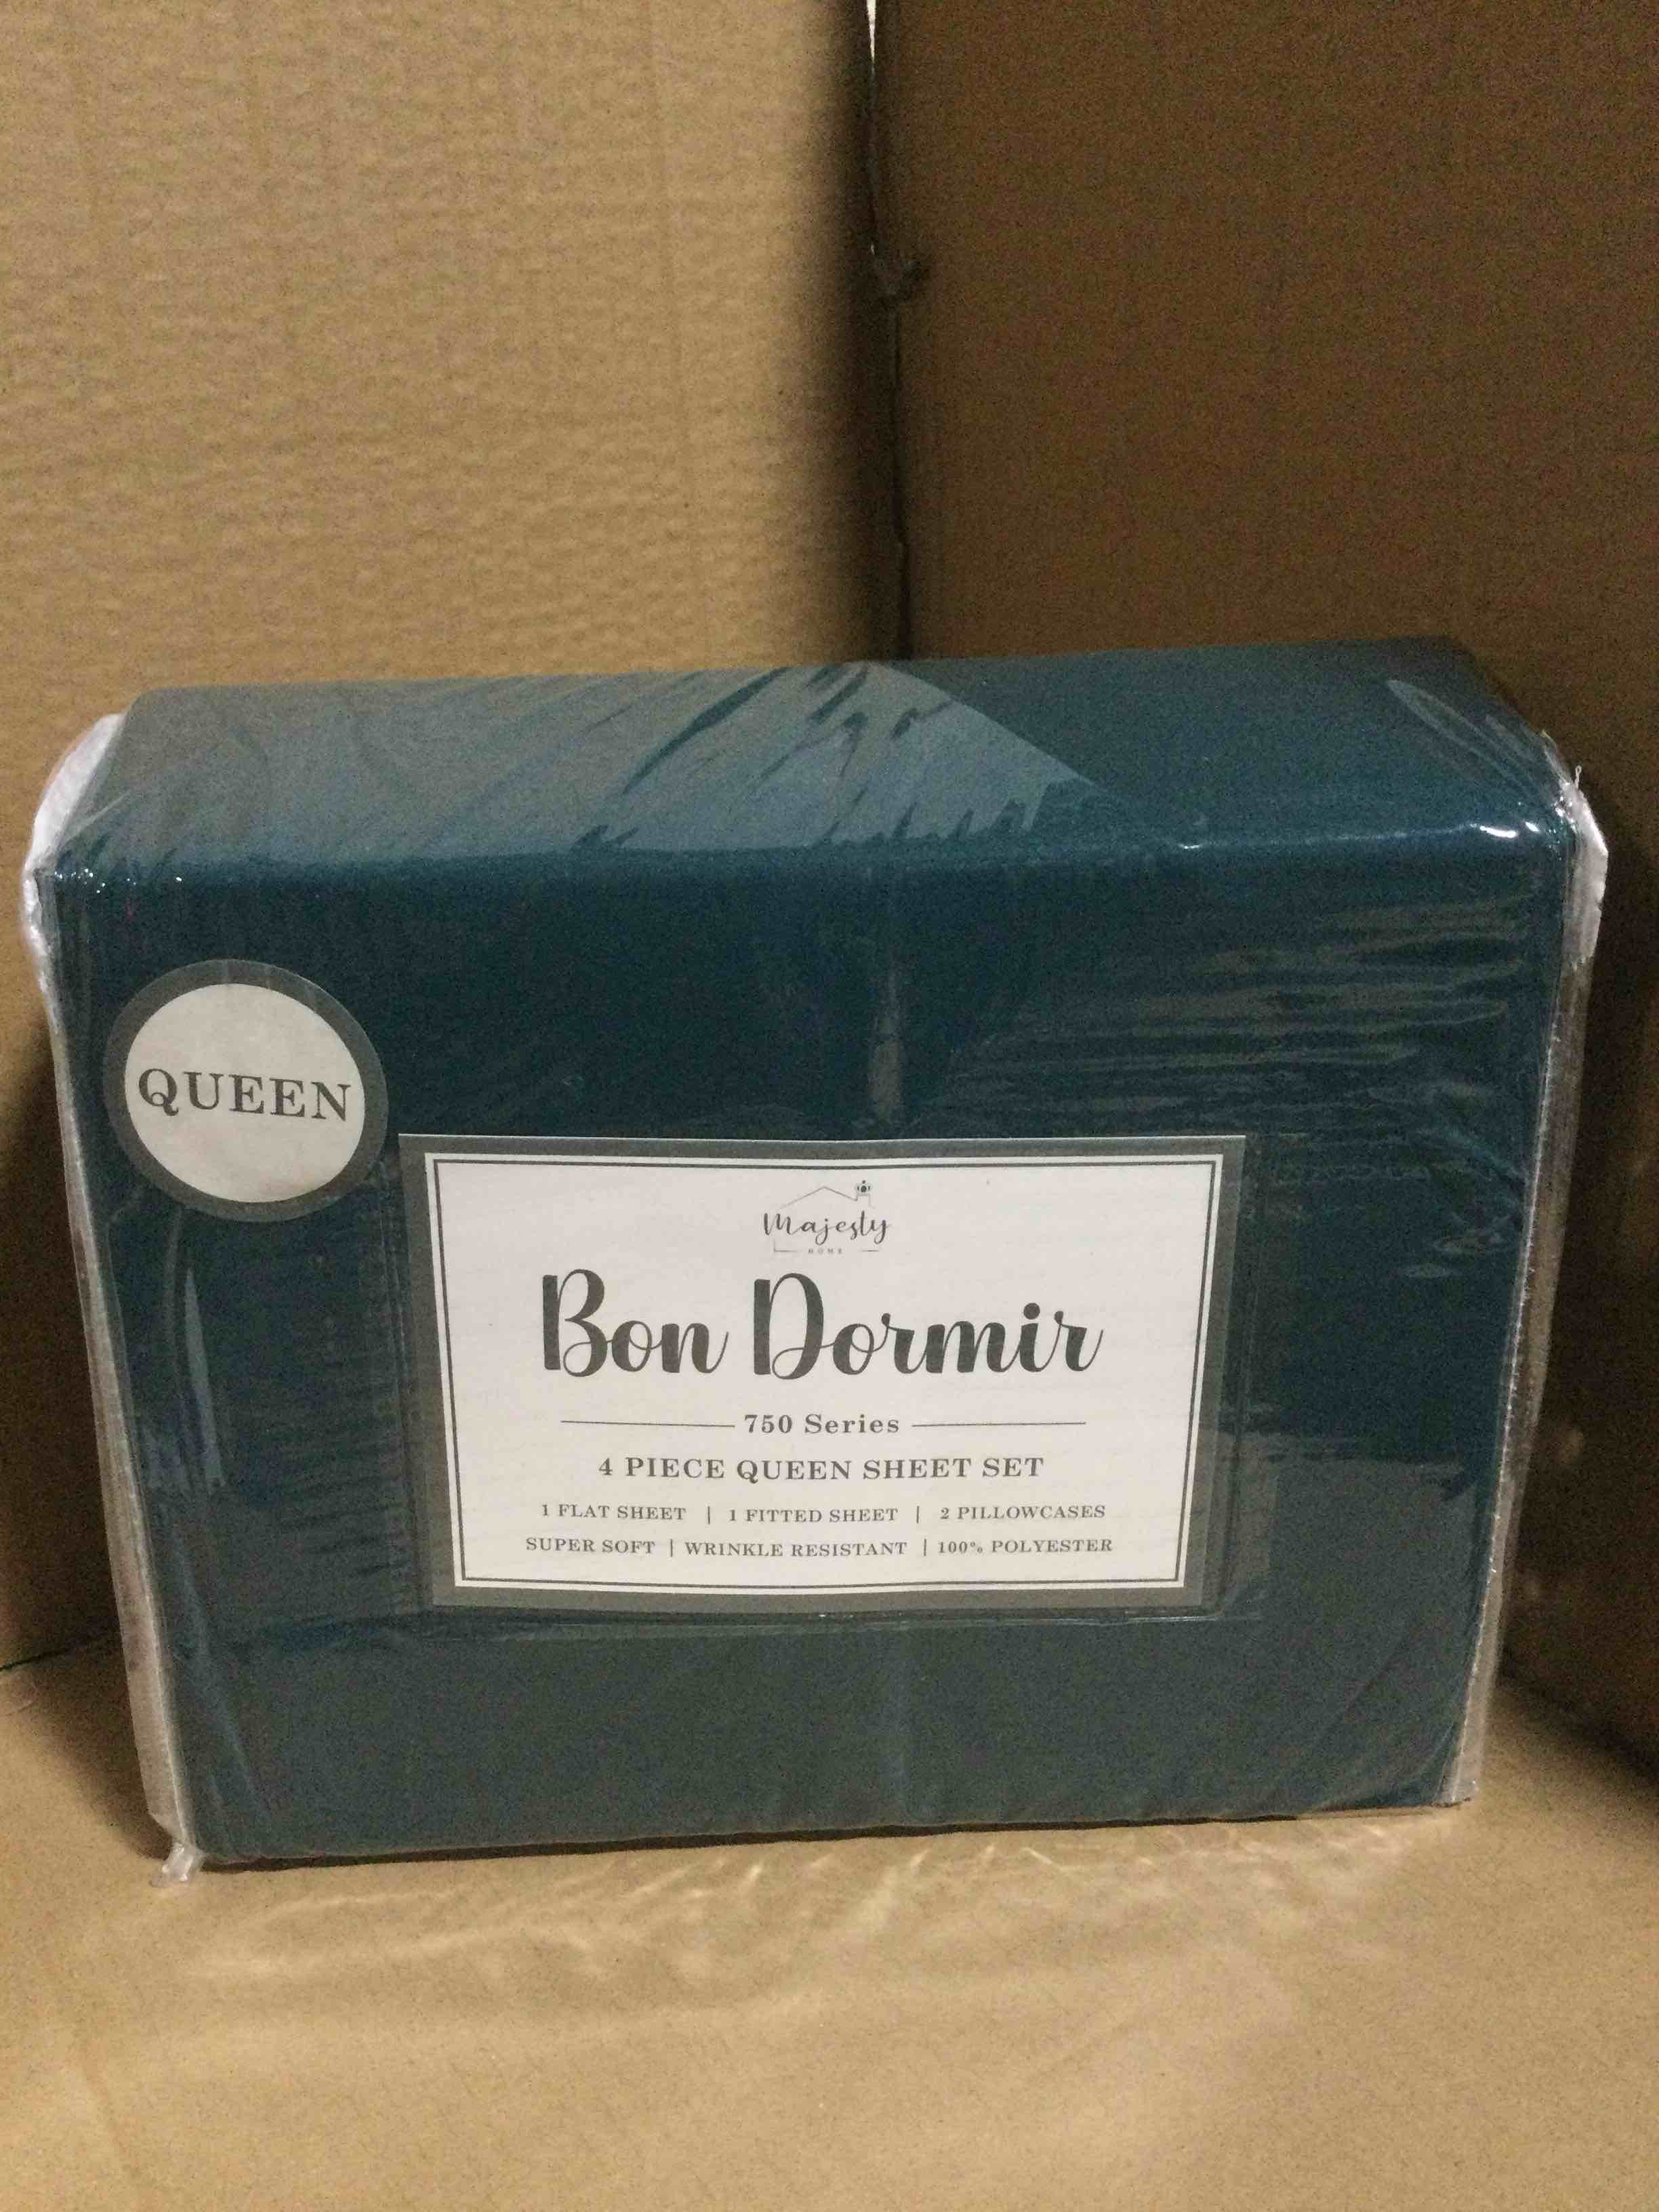 QUEEN
Majesty
HOME
Bon Dormir
750 Series
4 PIECE QUEEN SHEET SET
1 FLAT SHEET | 1 FITTED SHEET | 2 PILLOWCASES
SUPER SOFT | WRINKLE RESISTANT | 100% POLYESTER